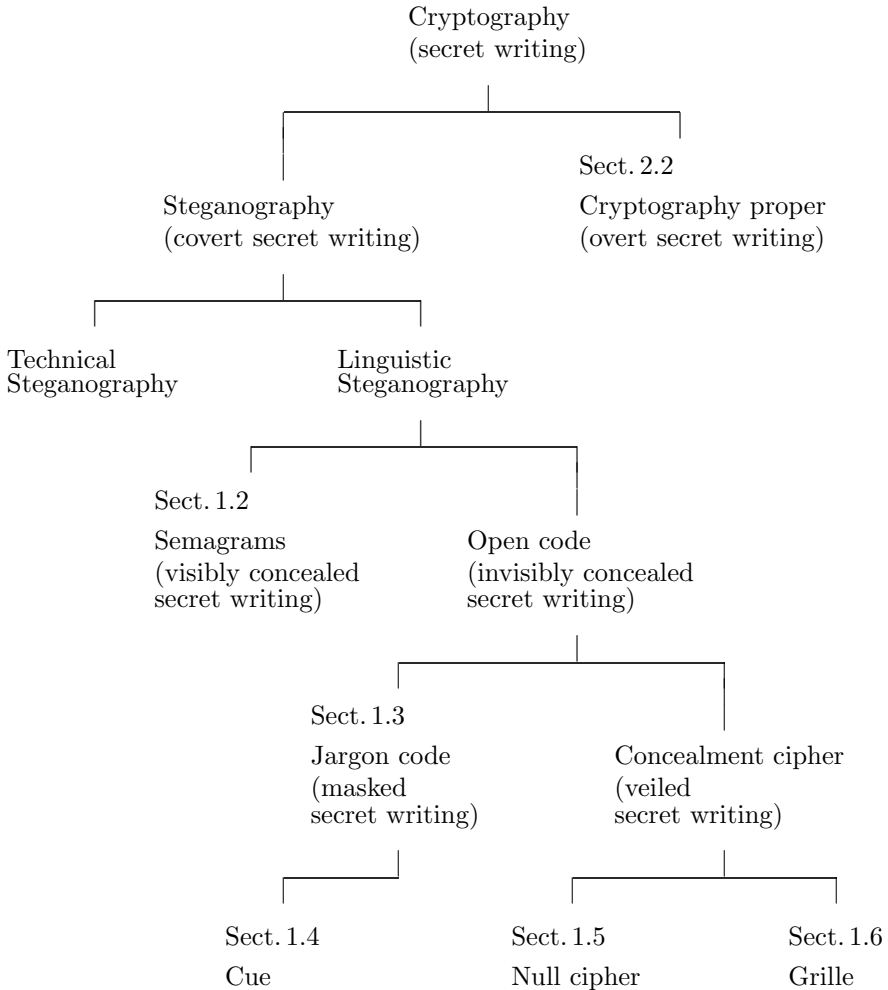 Cryptography
(secret writing)
Sect. 2.2
Steganography
(covert secret writing)
Cryptography proper
(overt secret writing)
Technical
Steganography
Linguistic
Steganography
Sect. 1.2
Semagrams
(visibly concealed
secret writing)
Open code
(invisibly concealed
secret writing)
Sect. 1.3
Jargon code
(masked
secret writing)
Concealment cipher
(veiled
secret writing)
Sect. 1.4
Cue
Sect. 1.5
Null cipher
Sect. 1.6
Grille